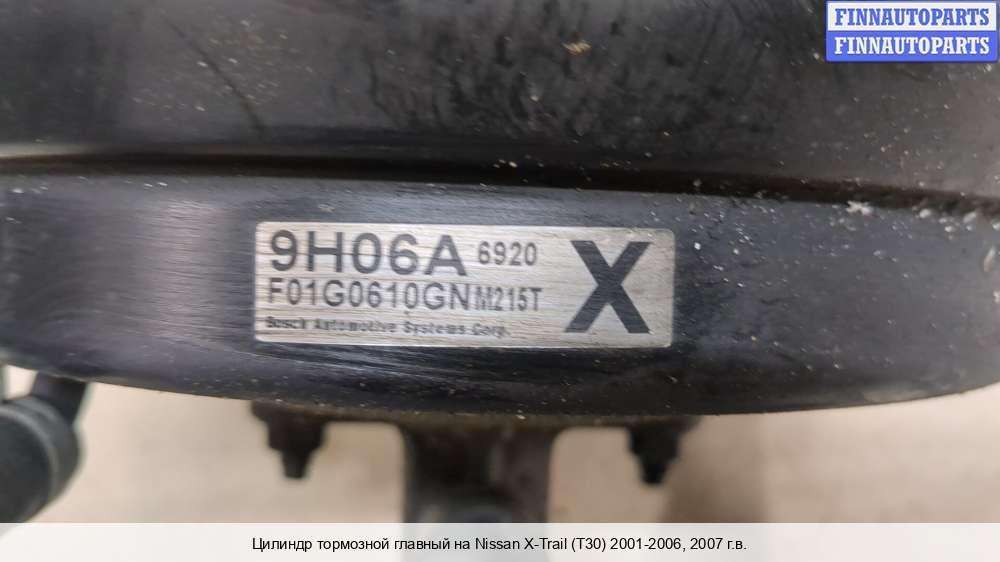 FINNAUTOPARTS
FINNAUTOPARTS
9H06A 6920
X
F01G0610GN M215T
Bosch Automotive Systems Corp.
Цилиндр тормозной главный на Nissan X-Trail (T30) 2001-2006, 2007 г.в.